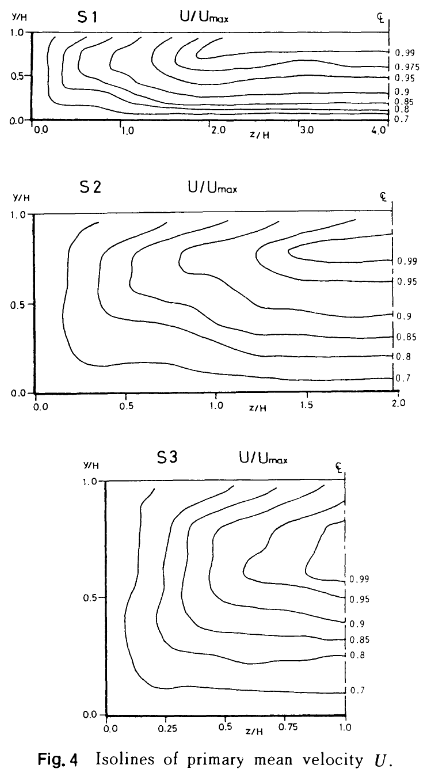 Y/H S1 U/Umax ℄
1.0
0.99
0.975
0.5
0.95
0.9
0.85
0.8
0.0
0.7
0.0 1.0 2.0 3.0 4.0
z/H
Y/H S2 U/Umax ℄
1.0
0.99
0.95
0.5
0.9
0.85
0.8
0.7
0.0
0.0 0.5 1.0 1.5 2.0
z/H
Y/H S3 U/Umax ℄
1.0
0.99
0.95
0.5
0.9
0.85
0.8
0.7
0.0
0 0.25 0.5 0.75 1.0
z/H
Fig. 4 Isolines of primary mean velocity U.